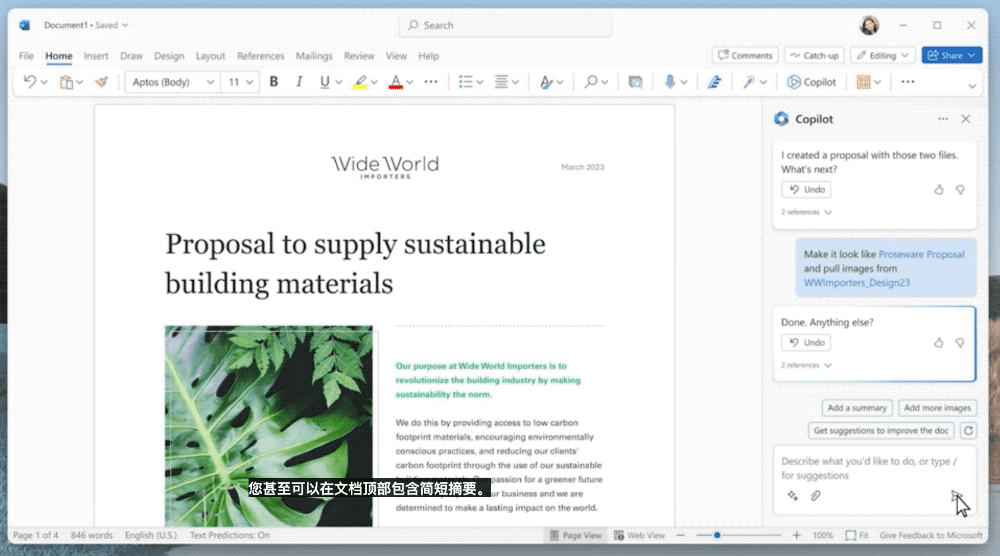 Document1 • Saved
Search
File Home Insert Draw Design Layout References Mailings Review View Help
Comments Catch-up Editing Share
Aptos (Body) 11 B I U A Copilot
Copilot
I created a proposal with those two files.
What's next?
Undo
2 references
Make it look like Proseware Proposal
and pull images from
WWImporters_Design23
Done. Anything else?
Undo
2 references
Add a summary Add more images
Get suggestions to improve the doc
Describe what you'd like to do, or type /
for suggestions
Wide World
IMPORTERS
March 2023
Proposal to supply sustainable
building materials
Our purpose at Wide World Importers is to
revolutionize the building industry by making
sustainability the norm.
We do this by providing access to low carbon
footprint materials, encouraging environmentally
conscious practices, and reducing our clients'
carbon footprint through the use of our sustainable
passion for a greener future
ur business and we are
determined to make a lasting impact on the world.
您甚至可以在文档顶部包含简短摘要。
Page 1 of 4 846 words English (U.S.) Text Predictions: On Page View Web View 100% Fit Give Feedback to Microsoft